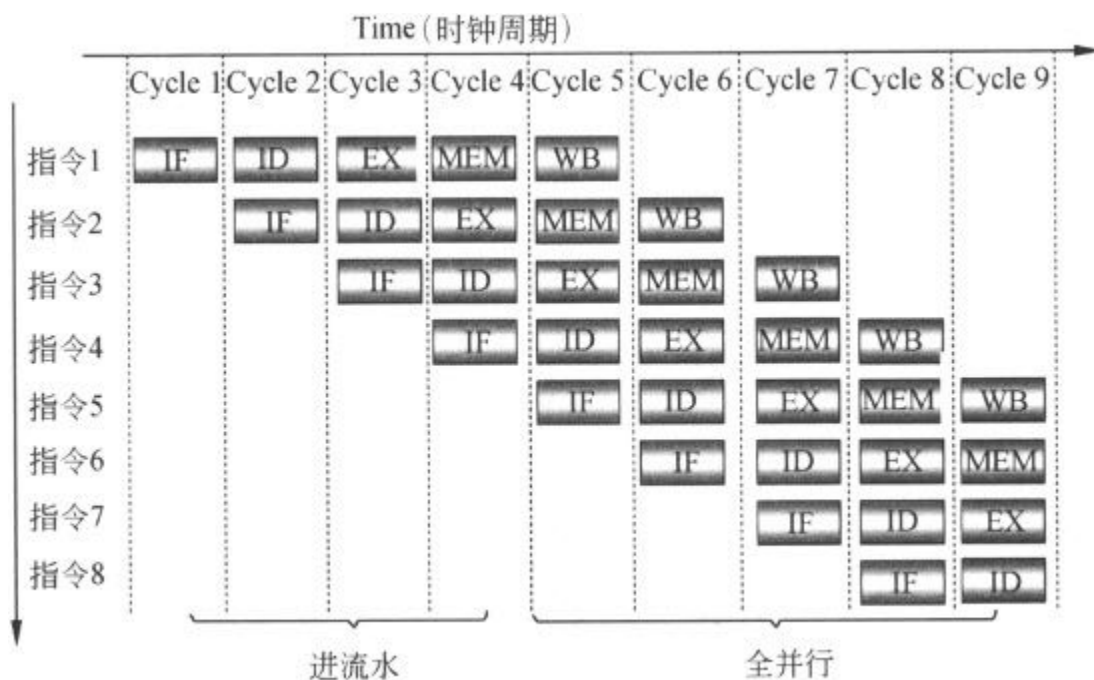 Time(时钟周期)
Cycle 1 Cycle 2 Cycle 3 Cycle 4 Cycle 5 Cycle 6 Cycle 7 Cycle 8 Cycle 9
指令1 IF ID EX MEM WB
指令2 IF ID EX MEM WB
指令3 IF ID EX MEM WB
指令4 IF ID EX MEM WB
指令5 IF ID EX MEM WB
指令6 IF ID EX MEM
指令7 IF ID EX
指令8 IF ID
进流水 全并行